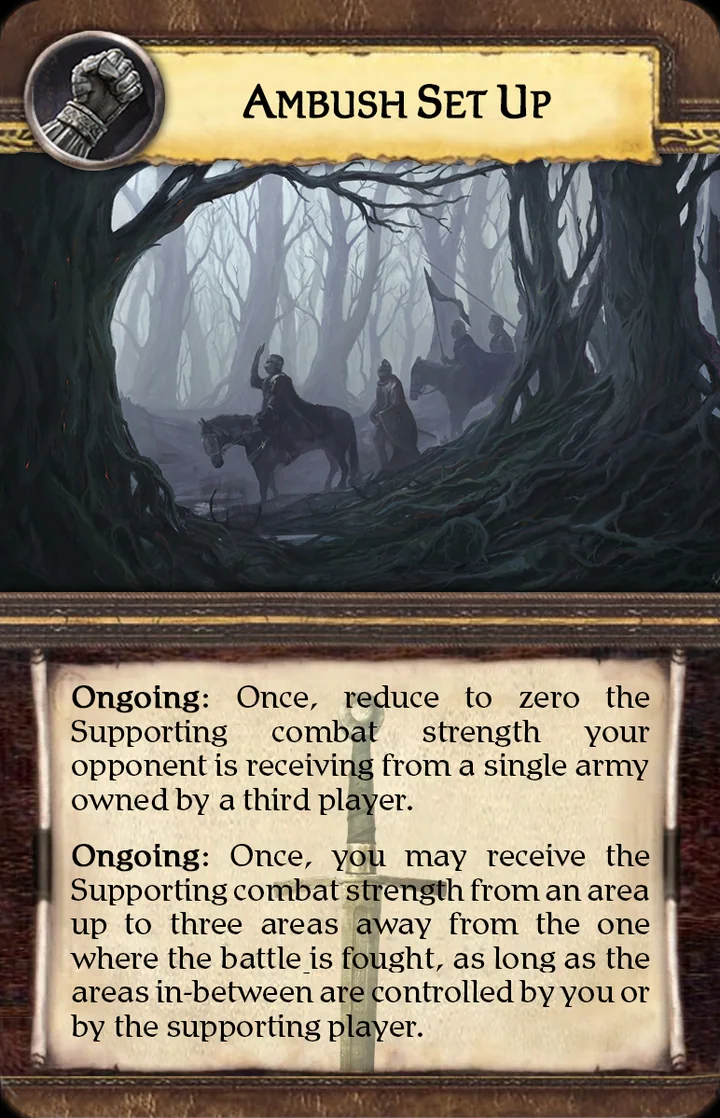 Ambush Set Up
Ongoing: Once, reduce to zero the
Supporting combat strength your
opponent is receiving from a single army
owned by a third player.
Ongoing: Once, you may receive the
Supporting combat strength from an area
up to three areas away from the one
where the battle is fought, as long as the
areas in-between are controlled by you or
by the supporting player.